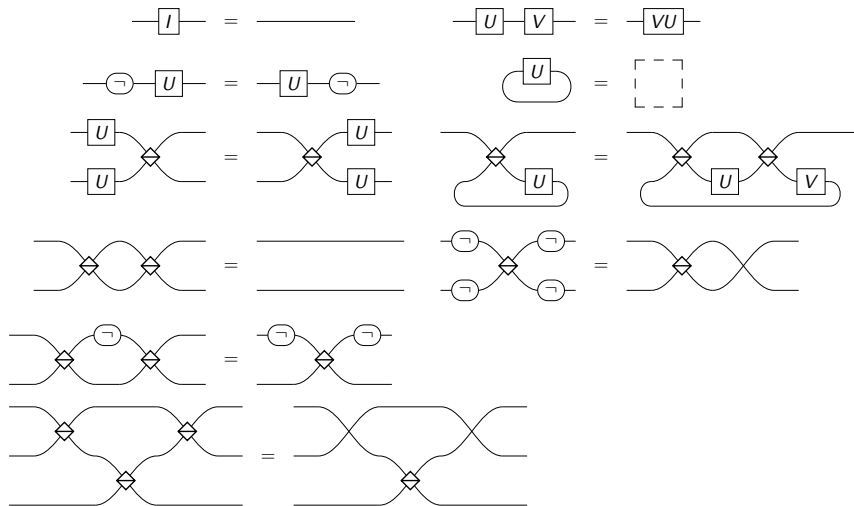 I = U V = VU
¬ U = U ¬ U =
U U = U U U = U V
= ¬ ¬ ¬ ¬ =
¬ = ¬ ¬
=